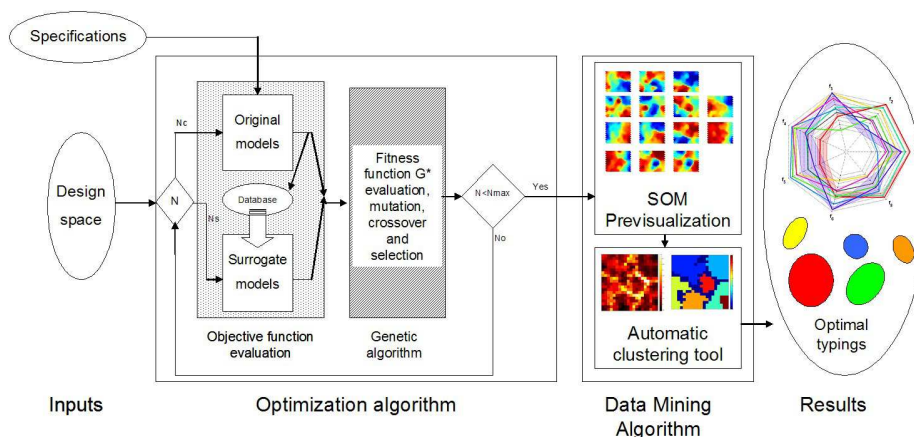 Specifications
Design
space
N
Nc
Ns
Original
models
Database
Surrogate
models
Objective function
evaluation
Fitness
function G*
evaluation,
mutation,
crossover
and
selection
Genetic
algorithm
N<Nmax
Yes
No
SOM
Previsualization
Automatic
clustering tool
Optimal
typings
Inputs
Optimization algorithm
Data Mining
Algorithm
Results